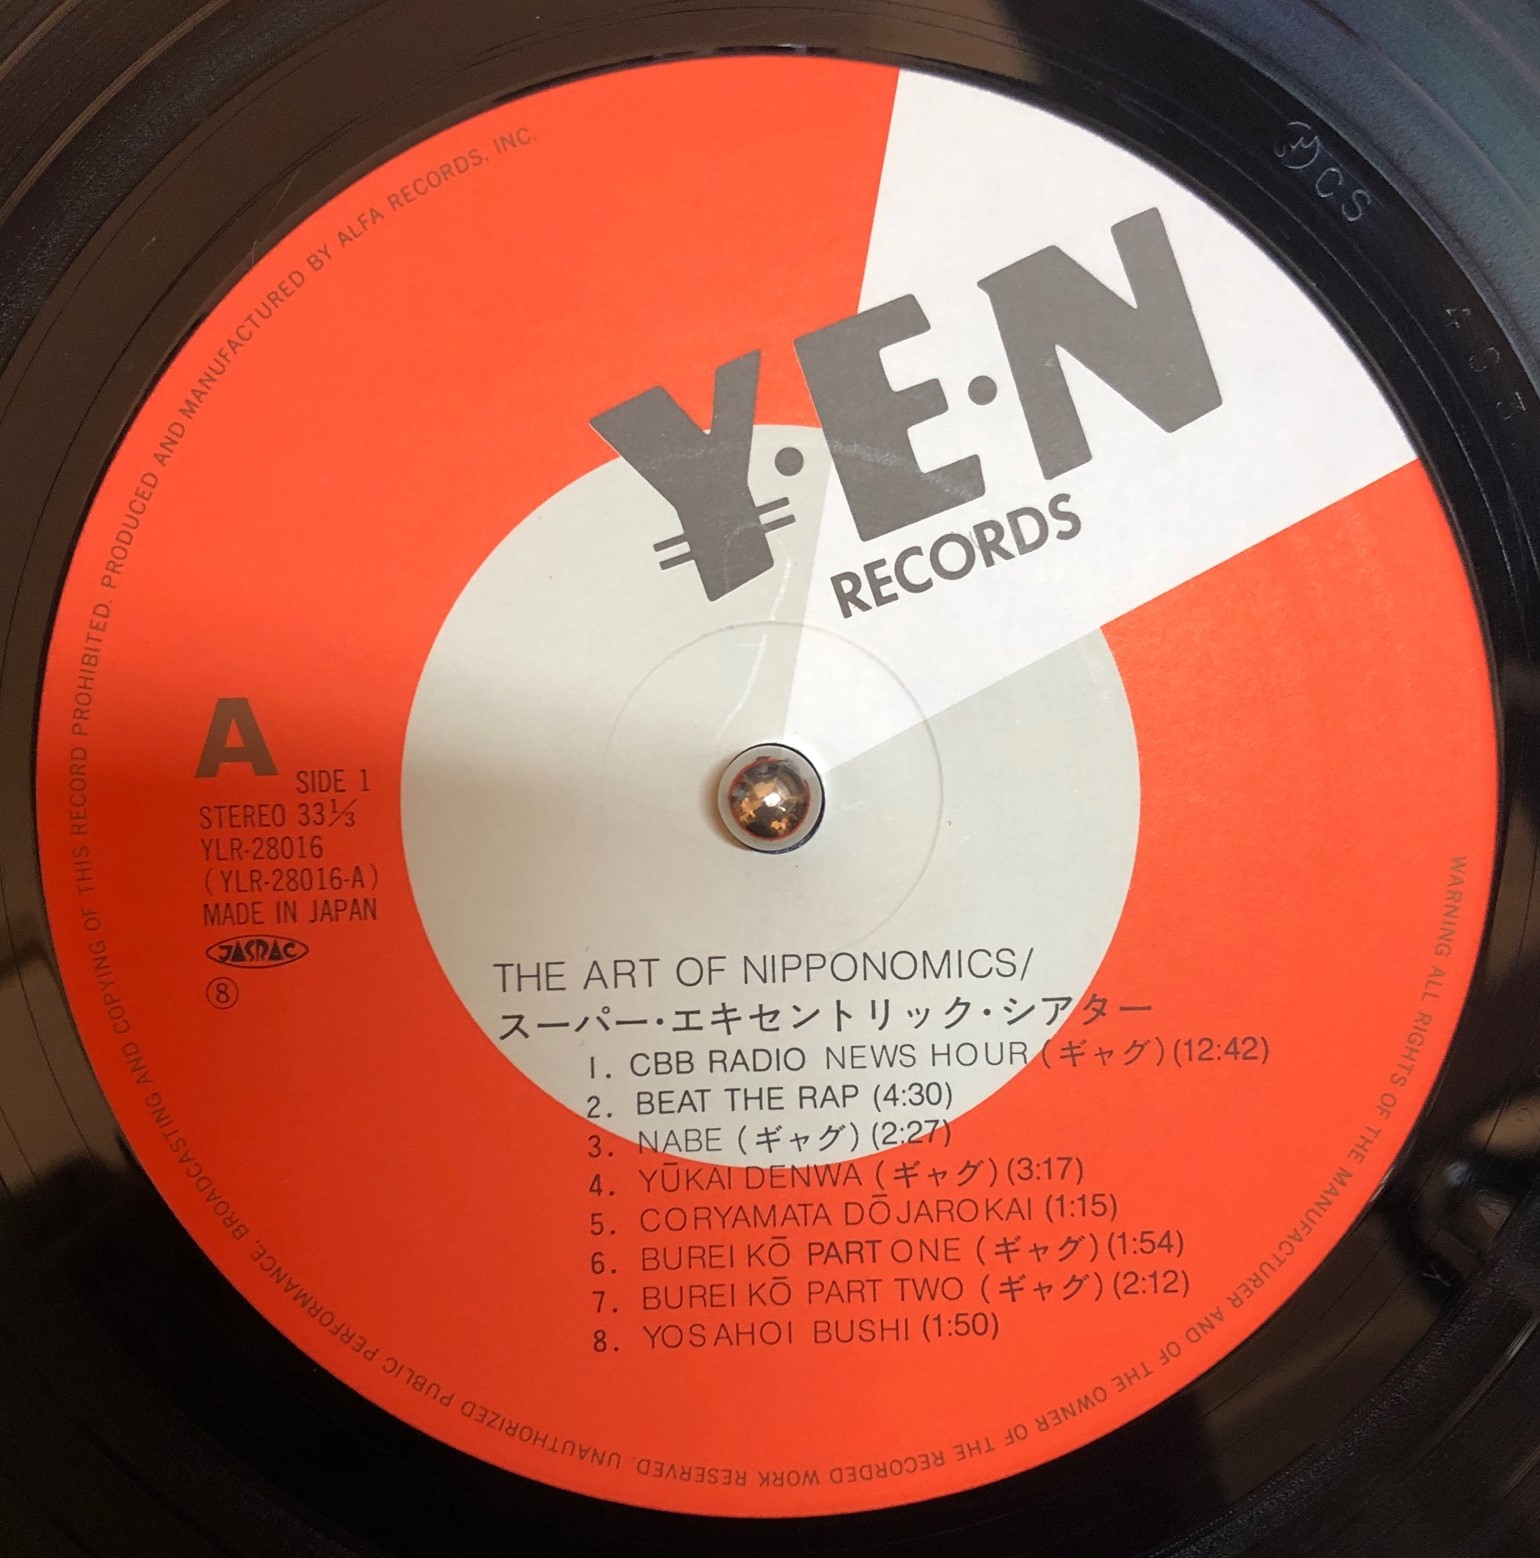 Y·E·N
RECORDS
A
SIDE 1
STEREO 33⅓
YLR-28016
(YLR-28016-A)
MADE IN JAPAN
JASRAC
⑧
THE ART OF NIPPONOMICS/
スーパー・エキセントリック・シアター
1. CBB RADIO NEWS HOUR (ギャグ) (12:42)
2. BEAT THE RAP (4:30)
3. NABE (ギャグ) (2:27)
4. YŪKAI DENWA (ギャグ) (3:17)
5. CORYAMATA DŌJAROKAI (1:15)
6. BUREI KŌ PART ONE (ギャグ) (1:54)
7. BUREI KŌ PART TWO (ギャグ) (2:12)
8. YOSAHOI BUSHI (1:50)
WARNING ALL RIGHTS OF THE MANUFACTURER AND OF THE OWNER OF THE RECORDED WORK RESERVED. UNAUTHORIZED PUBLIC PERFORMANCE, BROADCASTING AND COPYING OF THIS RECORD PROHIBITED. PRODUCED AND MANUFACTURED BY ALFA RECORDS, INC.
CS